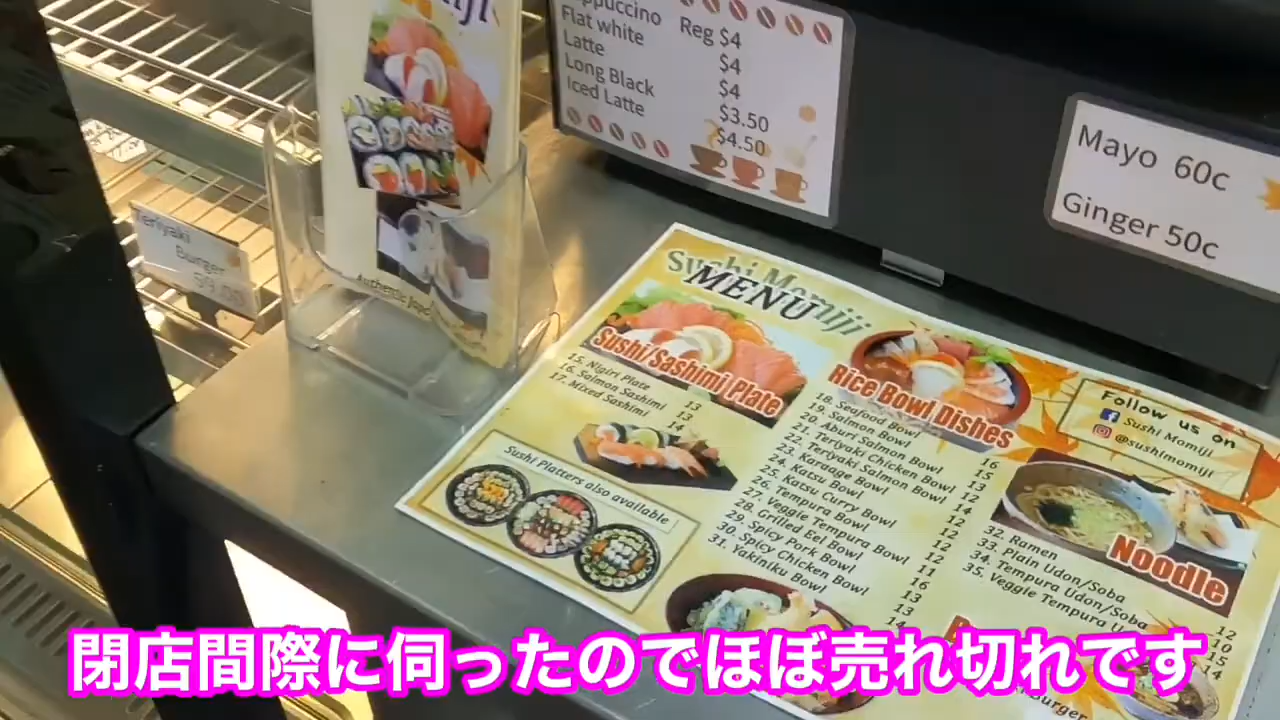 Flat white
Latte
Long Black
Iced Latte
Reg $4
$4
$4
$3.50
$4.50
Mayo 60c
Ginger 50c
Teriyaki
Burger
$9.00
Sushi Momiji
MENU
Sushi/Sashimi Plate
15. Nigiri Plate 13
16. Salmon Sashimi 13
17. Mixed Sashimi 14
Sushi Platters also available
Rice Bowl Dishes
18. Seafood Bowl 16
19. Salmon Bowl 15
20. Aburi Salmon Bowl 13
21. Teriyaki Chicken Bowl 12
22. Teriyaki Salmon Bowl 14
23. Karaage Bowl 12
24. Katsu Bowl 12
25. Katsu Curry Bowl
26. Tempura Bowl 12
27. Veggie Tempura Bowl 11
28. Grilled Eel Bowl 16
29. Spicy Pork Bowl 13
30. Spicy Chicken Bowl 13
31. Yakiniku Bowl 14
Follow us on
Sushi Momiji
@sushimomiji
Noodle
32. Ramen 12
33. Plain Udon/Soba 10
34. Tempura Udon/Soba 15
35. Veggie Tempura 14
閉店間際に伺ったのでほぼ売れ切れです